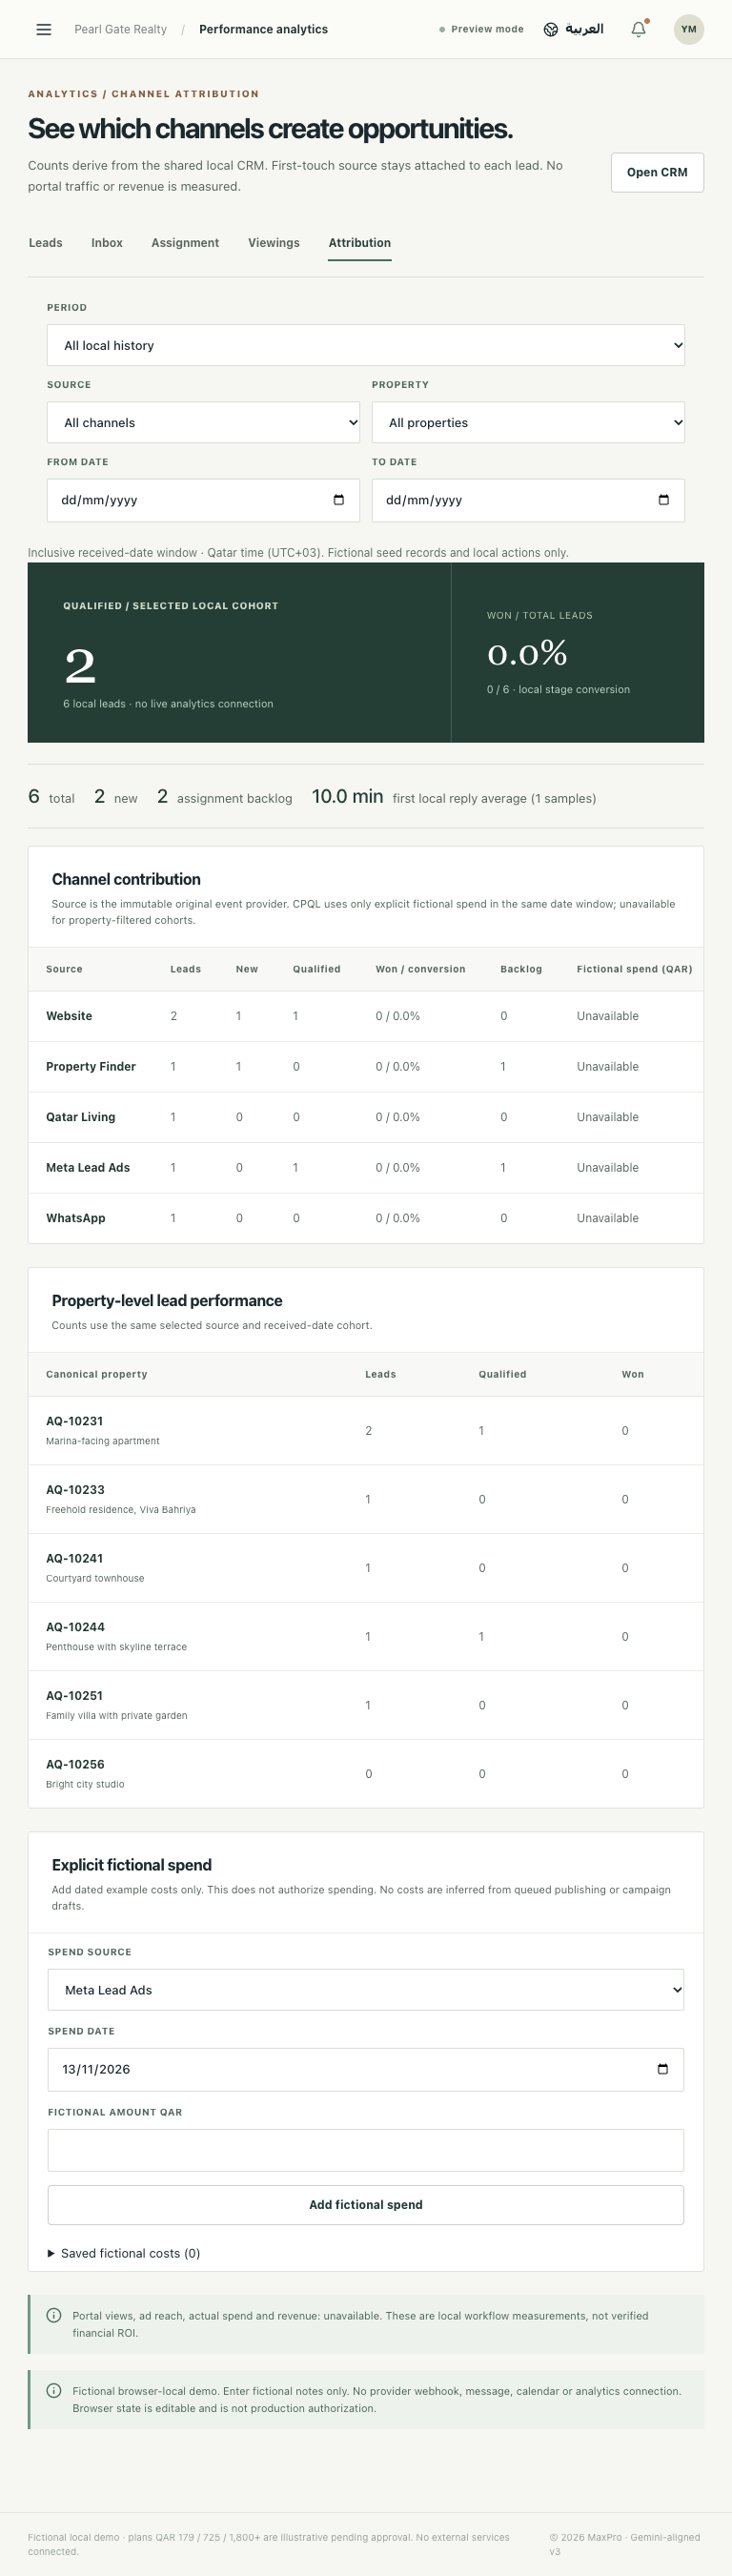 Pearl Gate Realty / Performance analytics
Preview mode
العربية
YM
ANALYTICS / CHANNEL ATTRIBUTION
See which channels create opportunities.
Counts derive from the shared local CRM. First-touch source stays attached to each lead. No
portal traffic or revenue is measured.
Open CRM
Leads Inbox Assignment Viewings Attribution
PERIOD
All local history
SOURCE PROPERTY
All channels All properties
FROM DATE TO DATE
dd/mm/yyyy dd/mm/yyyy
Inclusive received-date window · Qatar time (UTC+03). Fictional seed records and local actions only.
QUALIFIED / SELECTED LOCAL COHORT
2
6 local leads · no live analytics connection
WON / TOTAL LEADS
0.0%
0 / 6 · local stage conversion
6 total 2 new 2 assignment backlog 10.0 min first local reply average (1 samples)
Channel contribution
Source is the immutable original event provider. CPQL uses only explicit fictional spend in the same date window; unavailable
for property-filtered cohorts.
Source Leads New Qualified Won / conversion Backlog Fictional spend (QAR)
Website 2 1 1 0 / 0.0% 0 Unavailable
Property Finder 1 1 0 0 / 0.0% 1 Unavailable
Qatar Living 1 0 0 0 / 0.0% 0 Unavailable
Meta Lead Ads 1 0 1 0 / 0.0% 1 Unavailable
WhatsApp 1 0 0 0 / 0.0% 0 Unavailable
Property-level lead performance
Counts use the same selected source and received-date cohort.
Canonical property Leads Qualified Won
AQ-10231 2 1 0
Marina-facing apartment
AQ-10233 1 0 0
Freehold residence, Viva Bahriya
AQ-10241 1 0 0
Courtyard townhouse
AQ-10244 1 1 0
Penthouse with skyline terrace
AQ-10251 1 0 0
Family villa with private garden
AQ-10256 0 0 0
Bright city studio
Explicit fictional spend
Add dated example costs only. This does not authorize spending. No costs are inferred from queued publishing or campaign
drafts.
SPEND SOURCE
Meta Lead Ads
SPEND DATE
13/11/2026
FICTIONAL AMOUNT QAR
Add fictional spend
Saved fictional costs (0)
Portal views, ad reach, actual spend and revenue: unavailable. These are local workflow measurements, not verified
financial ROI.
Fictional browser-local demo. Enter fictional notes only. No provider webhook, message, calendar or analytics connection.
Browser state is editable and is not production authorization.
Fictional local demo · plans QAR 179 / 725 / 1,800+ are illustrative pending approval. No external services
connected.
© 2026 MaxPro · Gemini-aligned
v3